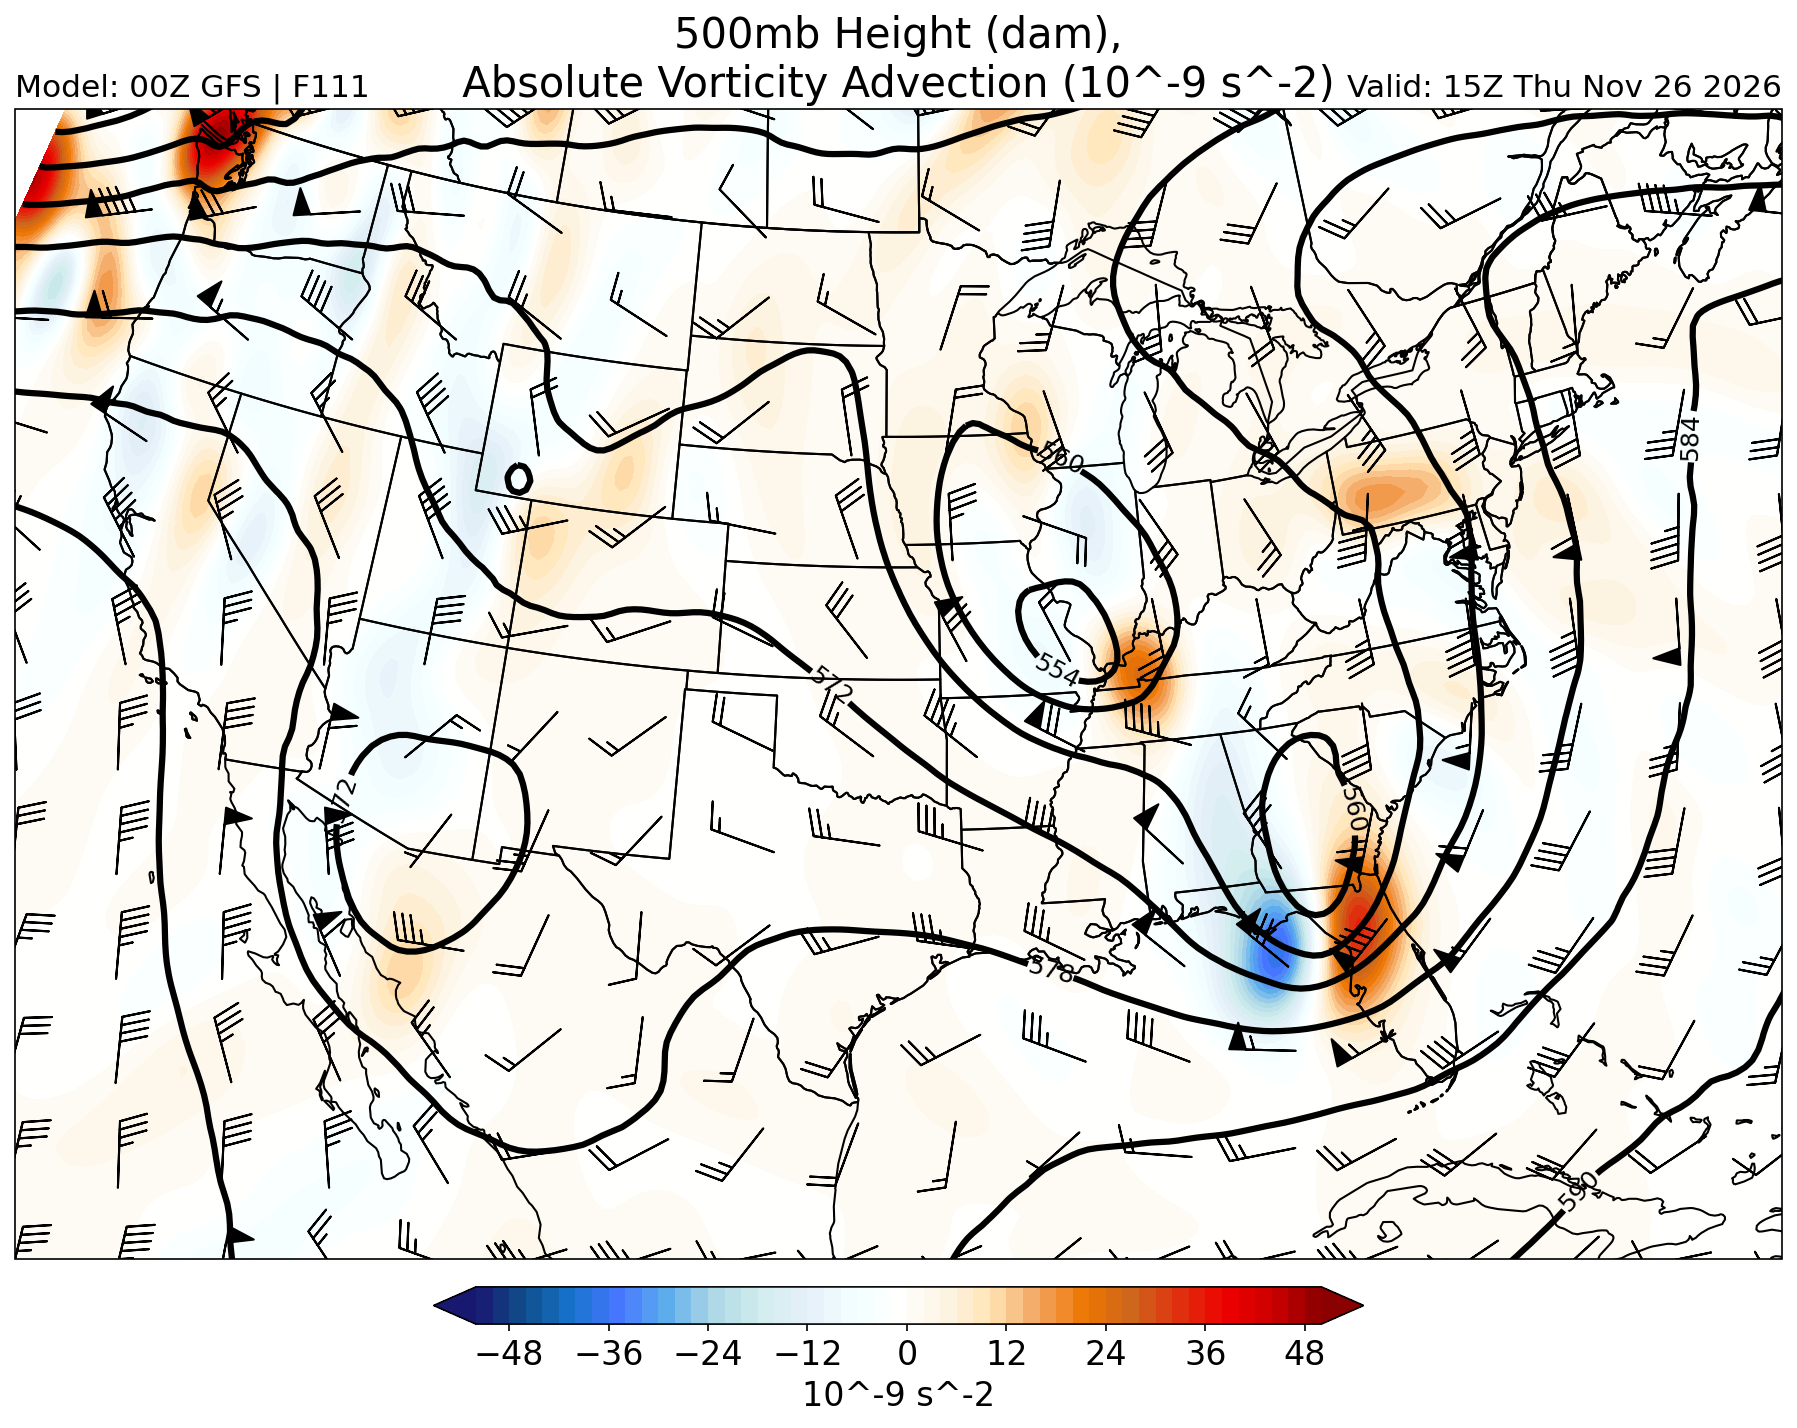 500mb Height (dam),
Model: 00Z GFS | F111
Absolute Vorticity Advection (10^-9 s^-2)
Valid: 15Z Thu Nov 26 2026
584
560
554
572
572
560
578
590
−48 −36 −24 −12 0 12 24 36 48
10^-9 s^-2